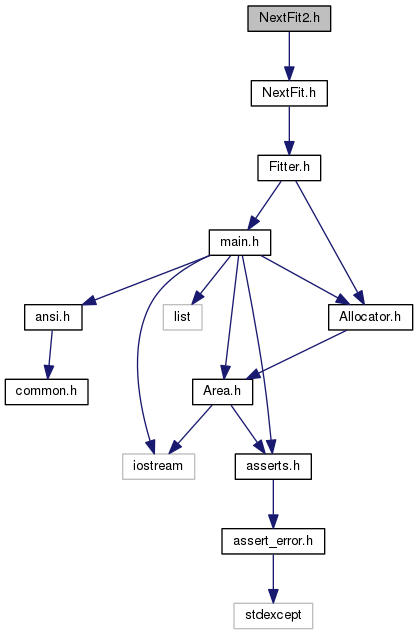 NextFit2.h
NextFit.h
Fitter.h
main.h
ansi.h
list
Allocator.h
common.h
Area.h
iostream
asserts.h
assert_error.h
stdexcept